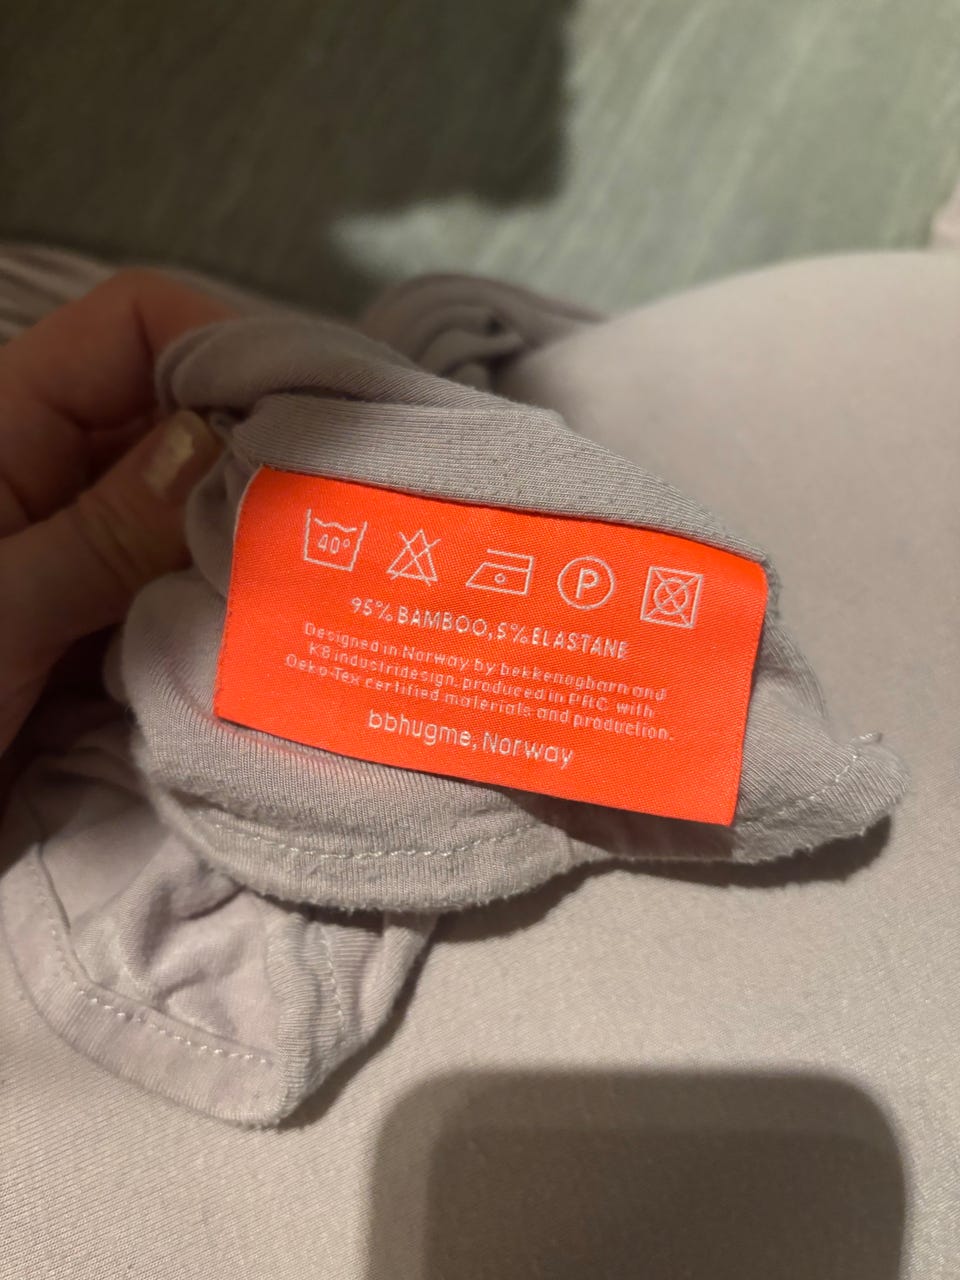 40°
P
95% BAMBOO, 5% ELASTANE
Designed in Norway by bekkenogbarn and
K8 industridesign, produced in PRC with
Oeko-Tex certified materials and production.
bbhugme, Norway